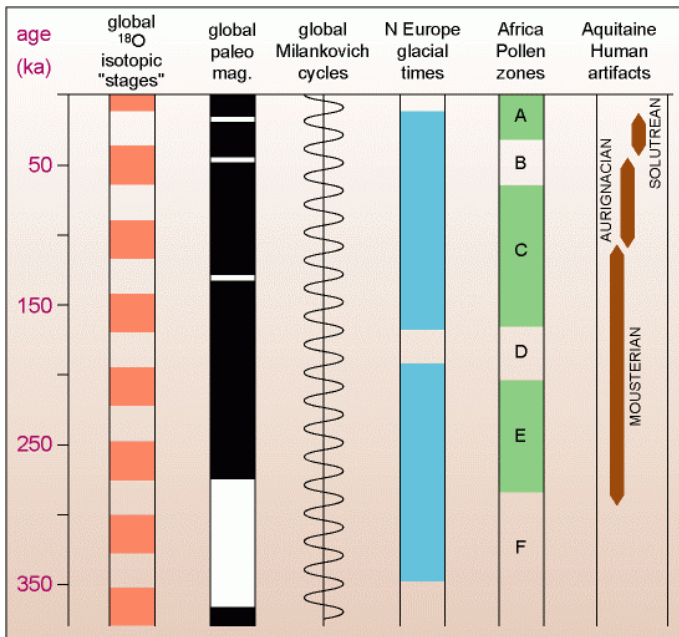 age
(ka)
global
18O
isotopic
"stages"
global
paleo
mag.
global
Milankovich
cycles
N Europe
glacial
times
Africa
Pollen
zones
Aquitaine
Human
artifacts
50
150
250
350
A
B
C
D
E
F
SOLUTREAN
AURIGNACIAN
MOUSTERIAN